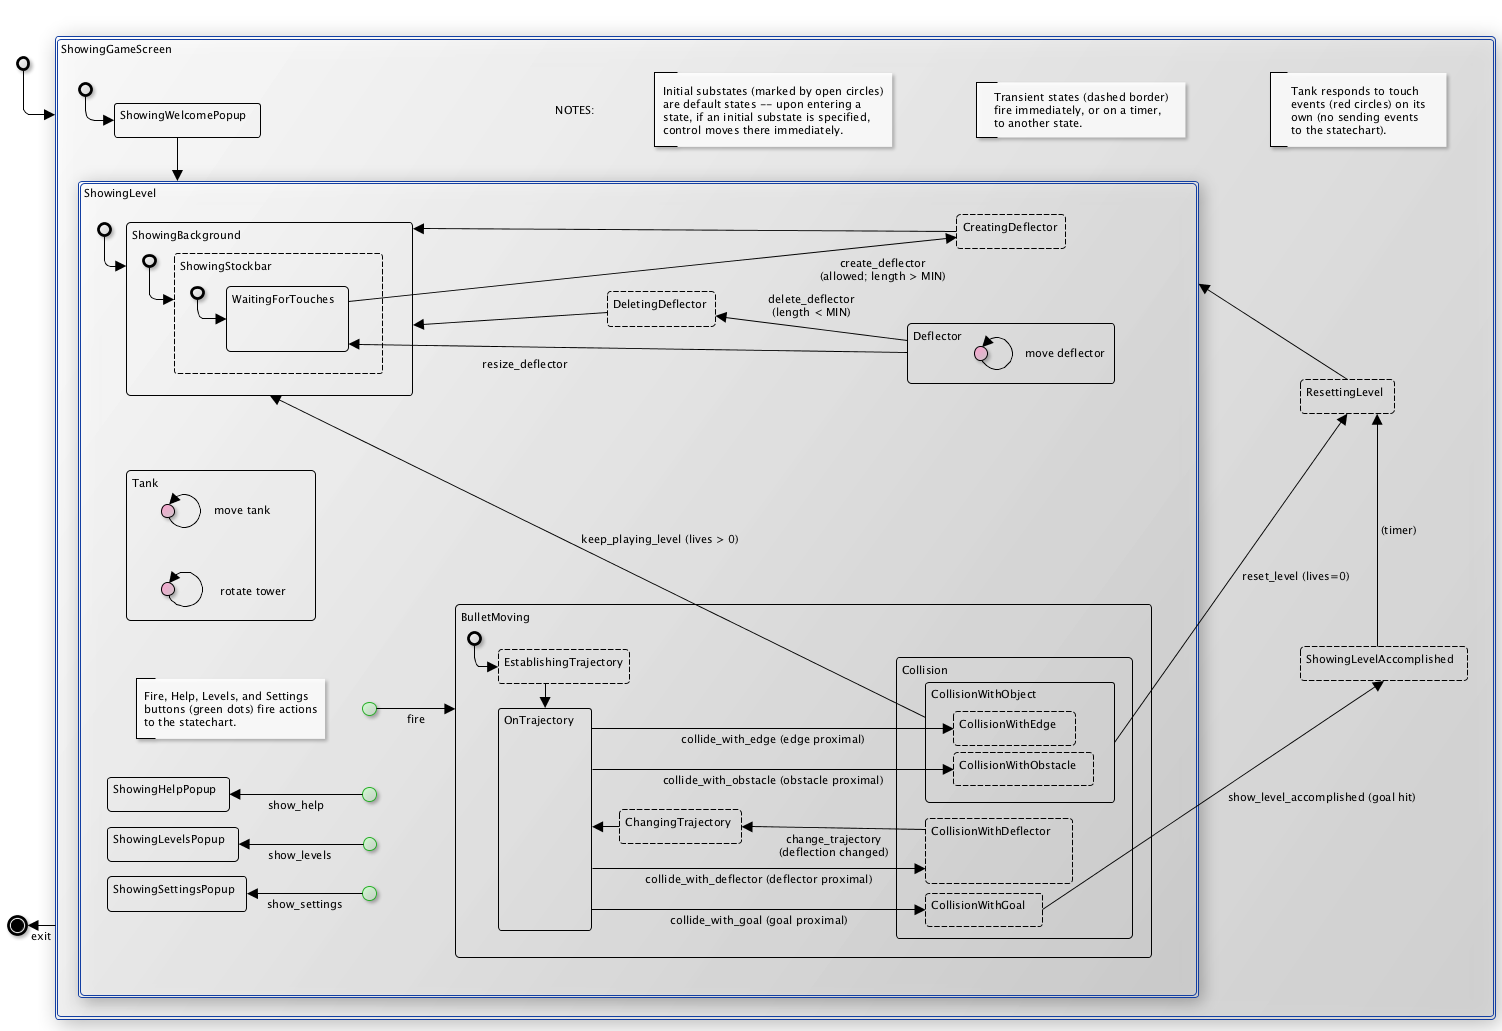 ShowingGameScreen
ShowingWelcomePopup
NOTES:
Initial substates (marked by open circles)
are default states -- upon entering a
state, if an initial substate is specified,
control moves there immediately.
Transient states (dashed border)
fire immediately, or on a timer,
to another state.
Tank responds to touch
events (red circles) on its
own (no sending events
to the statechart).
ShowingLevel
ShowingBackground
ShowingStockbar
WaitingForTouches
CreatingDeflector
create_deflector
(allowed; length > MIN)
DeletingDeflector
delete_deflector
(length < MIN)
Deflector
move deflector
resize_deflector
ResettingLevel
Tank
move tank
rotate tower
keep_playing_level (lives > 0)
(timer)
reset_level (lives=0)
BulletMoving
EstablishingTrajectory
Collision
ShowingLevelAccomplished
CollisionWithObject
Fire, Help, Levels, and Settings
buttons (green dots) fire actions
to the statechart.
fire
OnTrajectory
CollisionWithEdge
collide_with_edge (edge proximal)
CollisionWithObstacle
collide_with_obstacle (obstacle proximal)
ShowingHelpPopup
show_help
show_level_accomplished (goal hit)
ChangingTrajectory
CollisionWithDeflector
change_trajectory
(deflection changed)
ShowingLevelsPopup
show_levels
collide_with_deflector (deflector proximal)
ShowingSettingsPopup
show_settings
CollisionWithGoal
collide_with_goal (goal proximal)
exit